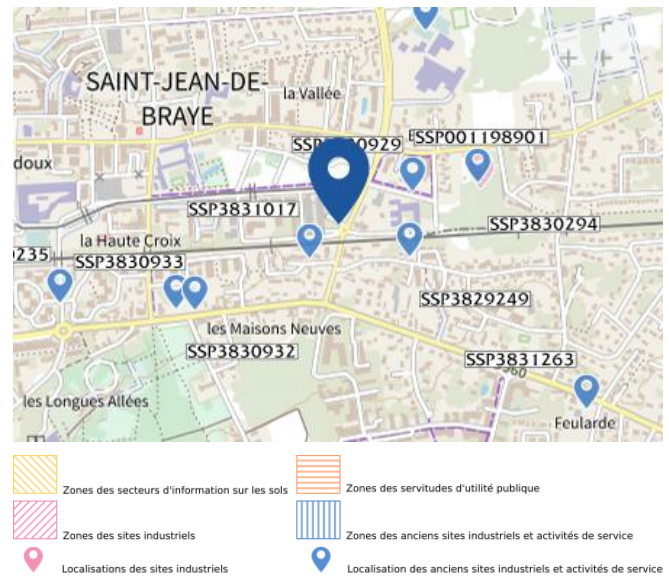 SAINT-JEAN-DE-
BRAYE
la Vallée
SSP001198901
doux
SSP3831017
SSP3830294
la Haute Croix
SSP3830933
SSP3829249
les Maisons Neuves
SSP3830932
SSP3831263
les Longues Allées
Feularde
Zones des secteurs d'information sur les sols
Zones des servitudes d'utilité publique
Zones des sites industriels
Zones des anciens sites industriels et activités de service
Localisations des sites industriels
Localisation des anciens sites industriels et activités de service